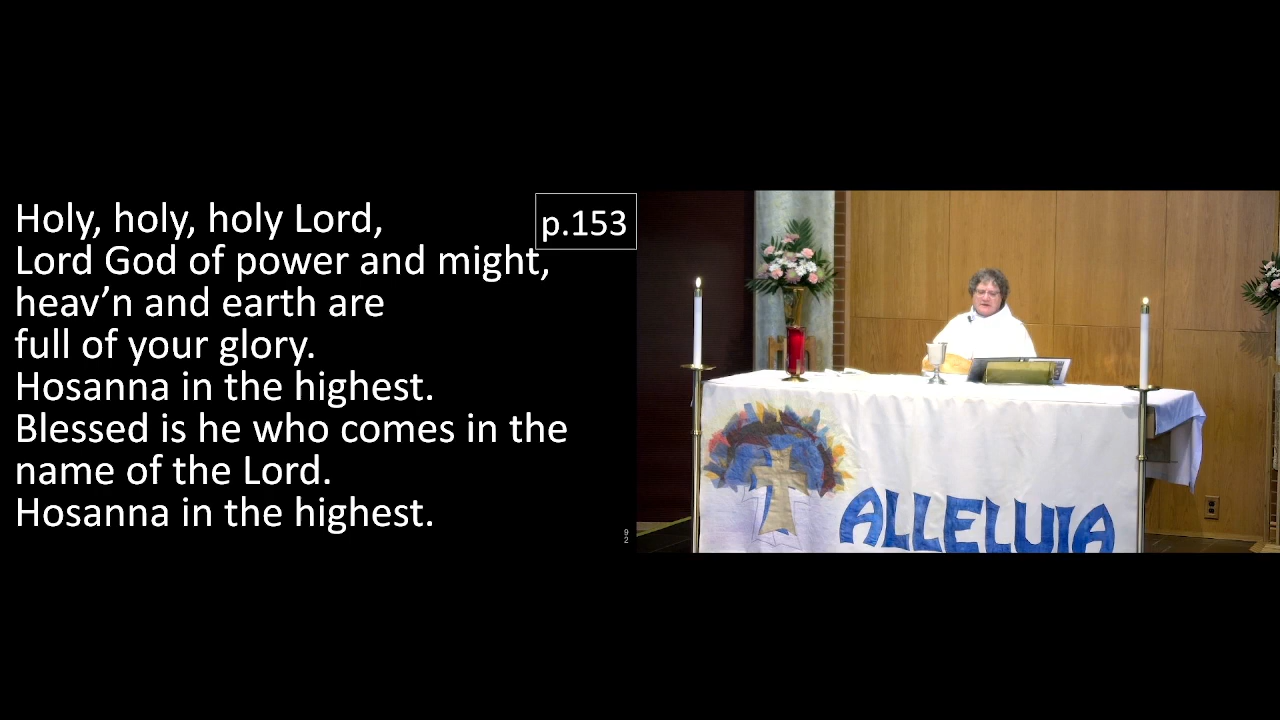 Holy, holy, holy Lord,
p.153
Lord God of power and might,
heav’n and earth are
full of your glory.
Hosanna in the highest.
Blessed is he who comes in the
name of the Lord.
Hosanna in the highest.
92
ALLELUIA